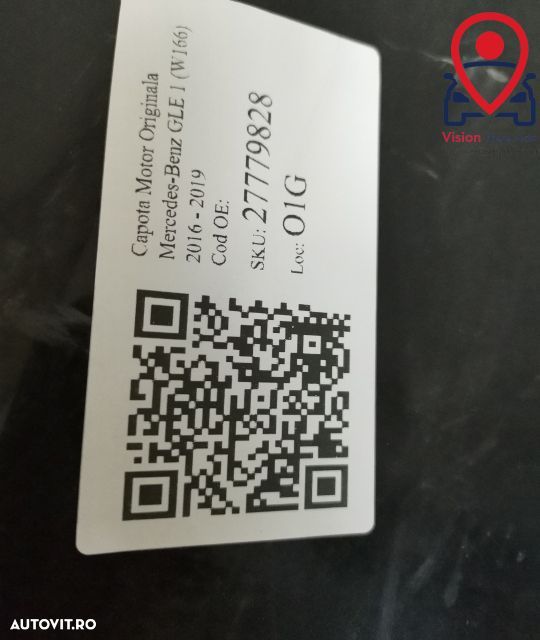 Capota Motor Originala
Mercedes-Benz GLE 1 (W166)
2016 - 2019
Cod OE:
SKU: 27779828
Loc: O1G
Vision
AUTOVIT.RO